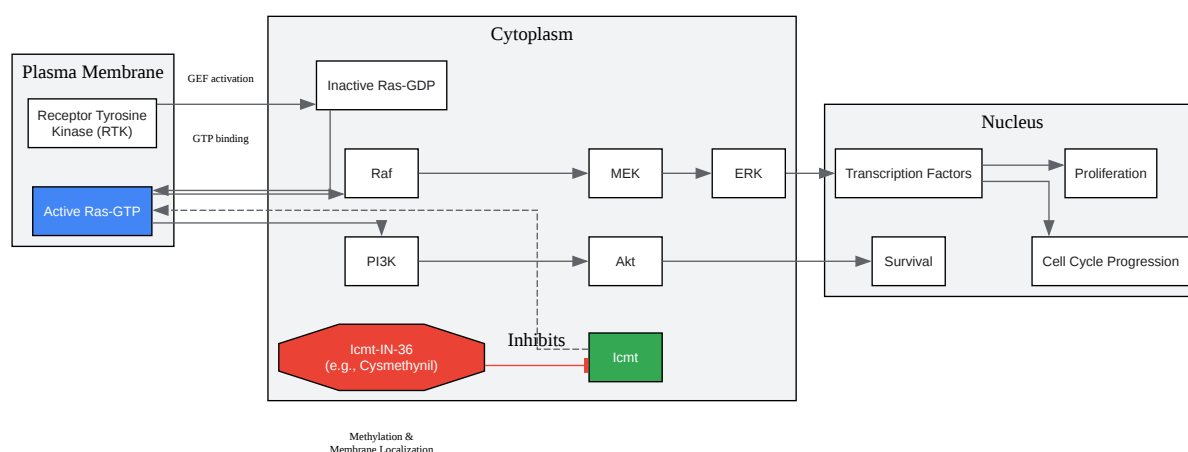 Cytoplasm
Plasma Membrane
GEF activation
Inactive Ras-GDP
Receptor Tyrosine
Kinase (RTK)
GTP binding
Nucleus
Raf
MEK
ERK
Transcription Factors
Proliferation
Active Ras-GTP
PI3K
Akt
Survival
Cell Cycle Progression
Icmt-IN-36
(e.g., Cysmethynil)
Inhibits
Icmt
Methylation &
Membrane Localization